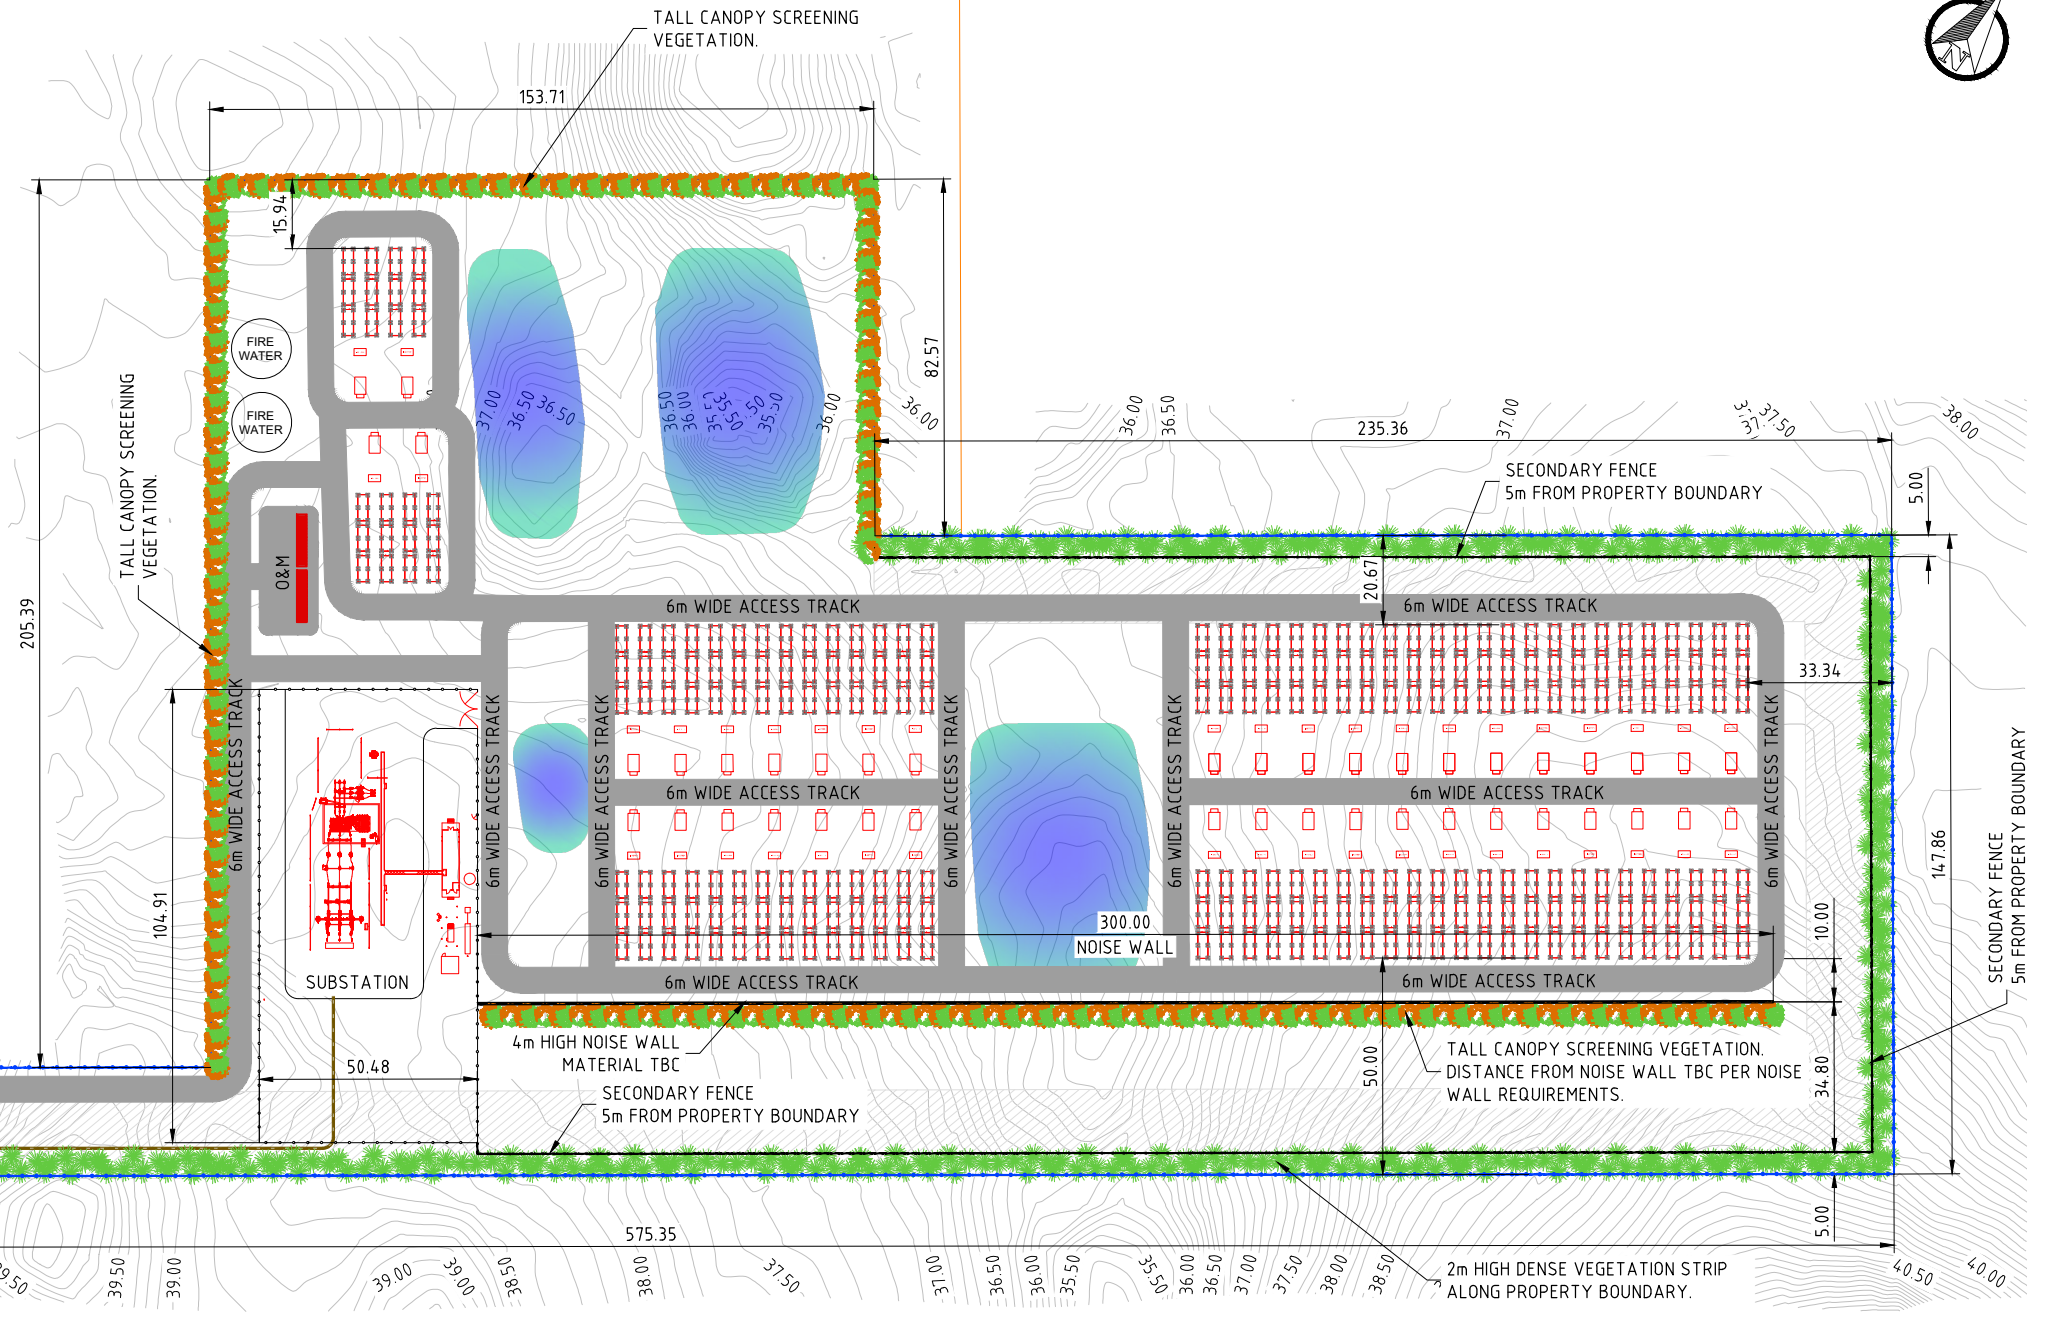 TALL CANOPY SCREENING
VEGETATION.
N
153.71
15.94
FIRE
WATER
FIRE
WATER
82.57
37.00
36.50
36.50
36.50
36.00
35.50
35.50
36.00
36.00
36.00
36.50
37.00
37.50
38.00
235.36
SECONDARY FENCE
5m FROM PROPERTY BOUNDARY
5.00
TALL CANOPY SCREENING
VEGETATION.
205.39
O&M
20.67
6m WIDE ACCESS TRACK
6m WIDE ACCESS TRACK
33.34
6m WIDE ACCESS TRACK
6m WIDE ACCESS TRACK
6m WIDE ACCESS TRACK
6m WIDE ACCESS TRACK
6m WIDE ACCESS TRACK
6m WIDE ACCESS TRACK
6m WIDE ACCESS TRACK
6m WIDE ACCESS TRACK
104.91
147.86
SECONDARY FENCE
5m FROM PROPERTY BOUNDARY
300.00
NOISE WALL
10.00
SUBSTATION
6m WIDE ACCESS TRACK
6m WIDE ACCESS TRACK
4m HIGH NOISE WALL
MATERIAL TBC
50.48
SECONDARY FENCE
5m FROM PROPERTY BOUNDARY
50.00
TALL CANOPY SCREENING VEGETATION.
DISTANCE FROM NOISE WALL TBC PER NOISE
WALL REQUIREMENTS.
34.80
5.00
575.35
39.50
39.00
39.00
39.00
38.50
38.00
37.50
37.00
36.50
36.00
35.50
35.50
36.00
36.50
37.00
37.50
38.00
38.50
2m HIGH DENSE VEGETATION STRIP
ALONG PROPERTY BOUNDARY.
40.50
40.00